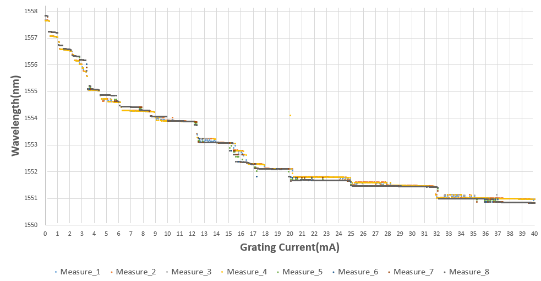 1558
1557
1556
1555
1554
1553
1552
1551
1550
Wavelength(nm)
0 1 2 3 4 5 6 7 8 9 10 11 12 13 14 15 16 17 18 19 20 21 22 23 24 25 26 27 28 29 30 31 32 33 34 35 36 37 38 39 40
Grating Current(mA)
Measure_1 Measure_2 Measure_3 Measure_4 Measure_5 Measure_6 Measure_7 Measure_8